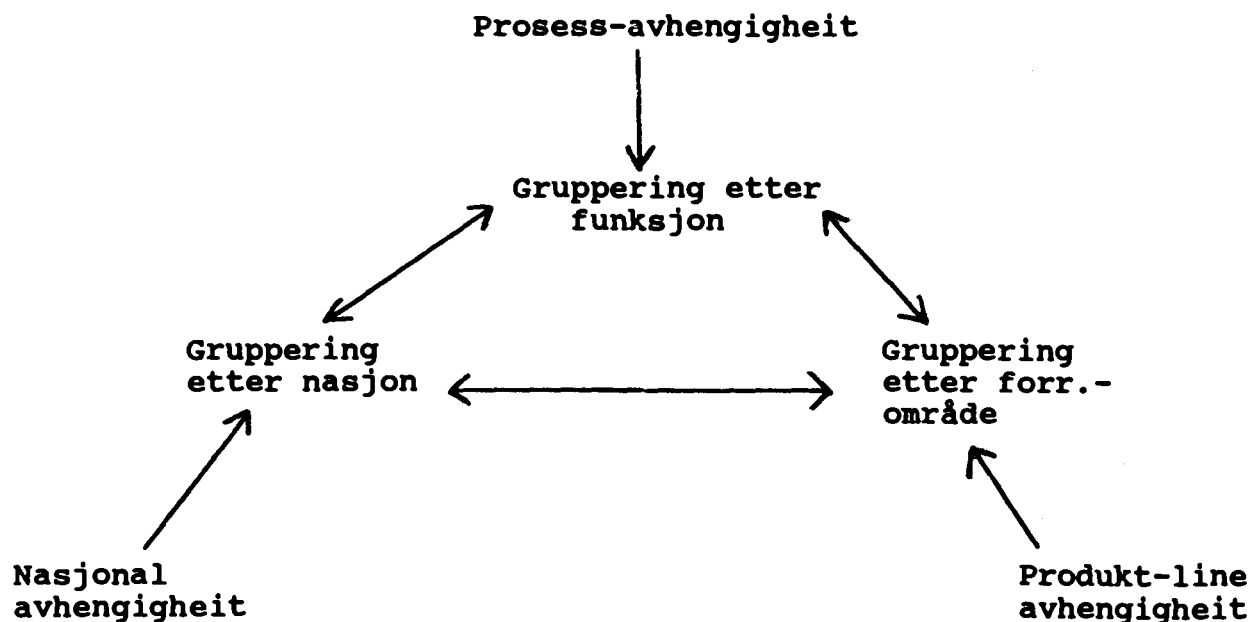 Prosess-avhengigheit
Gruppering etter
funksjon
Gruppering
etter nasjon
Gruppering
etter forr.-
område
Nasjonal
avhengigheit
Produkt-line
avhengigheit